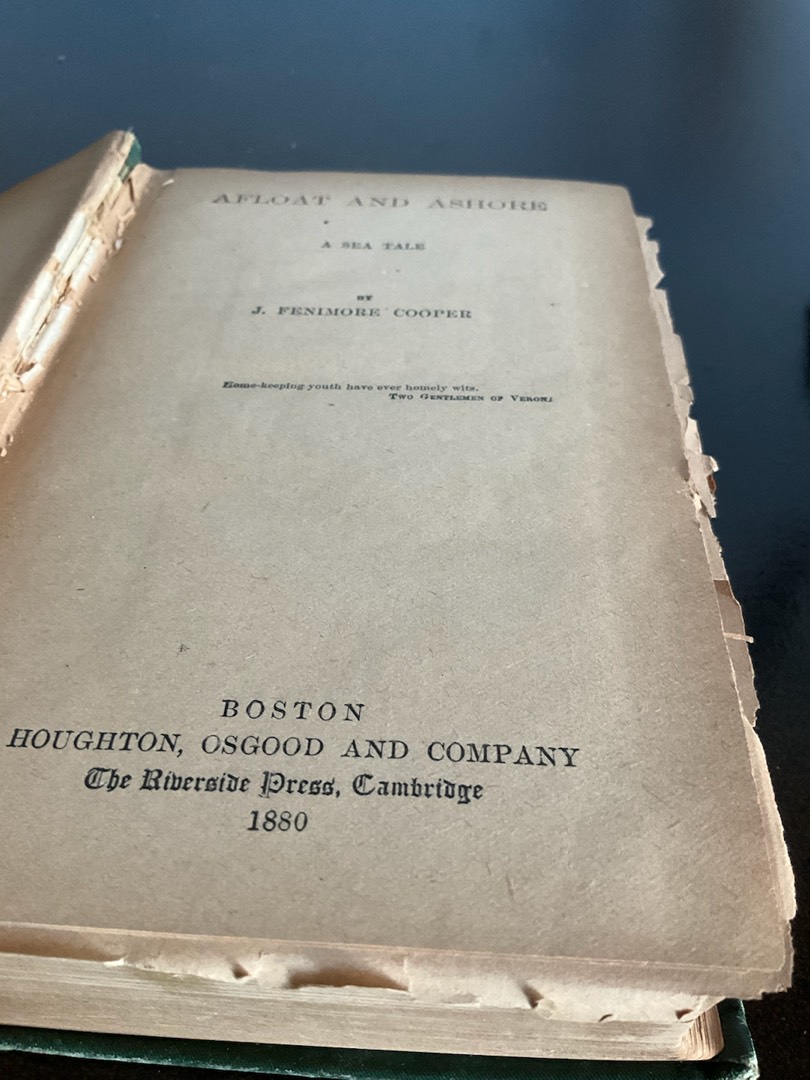 AFLOAT AND ASHORE
A SEA TALE
BY
J. FENIMORE COOPER
Home-keeping youth have ever homely wits.
TWO GENTLEMEN OF VERONA
BOSTON
HOUGHTON, OSGOOD AND COMPANY
The Riverside Press, Cambridge
1880